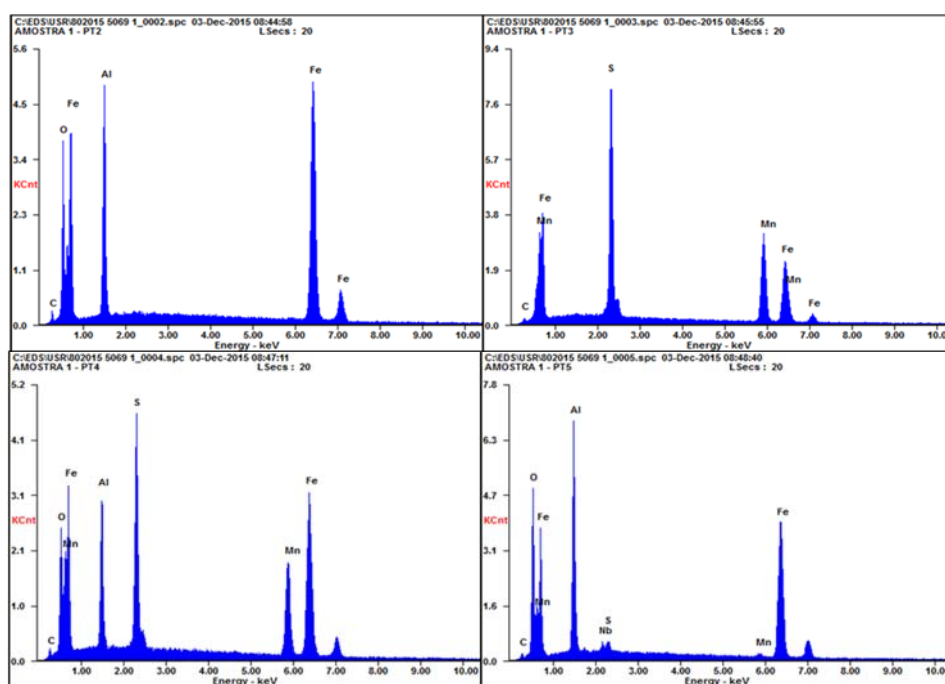 C:\EDS\USR\802015 5069 1_0002.spc 03-Dec-2015 08:44:58
AMOSTRA 1 - PT2 LSecs : 20
5.6
Al
Fe
Fe
4.5
O
3.4
KCnt
2.3
1.1
Fe
C
0.0
1.00 2.00 3.00 4.00 5.00 6.00 7.00 8.00 9.00 10.00
Energy - keV
C:\EDS\USR\802015 5069 1_0003.spc 03-Dec-2015 08:45:55
AMOSTRA 1 - PT3 LSecs : 20
9.4
S
7.6
5.7
KCnt
3.8
Fe
Mn
Mn
Fe
1.9
Mn
C
Fe
0.0
1.00 2.00 3.00 4.00 5.00 6.00 7.00 8.00 9.00 10.0
Energy - keV
C:\EDS\USR\802015 5069 1_0004.spc 03-Dec-2015 08:47:11
AMOSTRA 1 - PT4 LSecs : 20
5.2
S
4.1
Fe
Al
Fe
3.1
O
KCnt
Mn
Mn
2.1
1.0
C
0.0
1.00 2.00 3.00 4.00 5.00 6.00 7.00 8.00 9.00 10.00
Energy - keV
C:\EDS\USR\802015 5069 1_0005.spc 03-Dec-2015 08:48:40
AMOSTRA 1 - PT5 LSecs : 20
7.8
Al
6.3
O
4.7
Fe
Fe
KCnt
3.1
Mn
1.6
S
Nb
C
Mn
0.0
1.00 2.00 3.00 4.00 5.00 6.00 7.00 8.00 9.00 10.0
Energy - keV